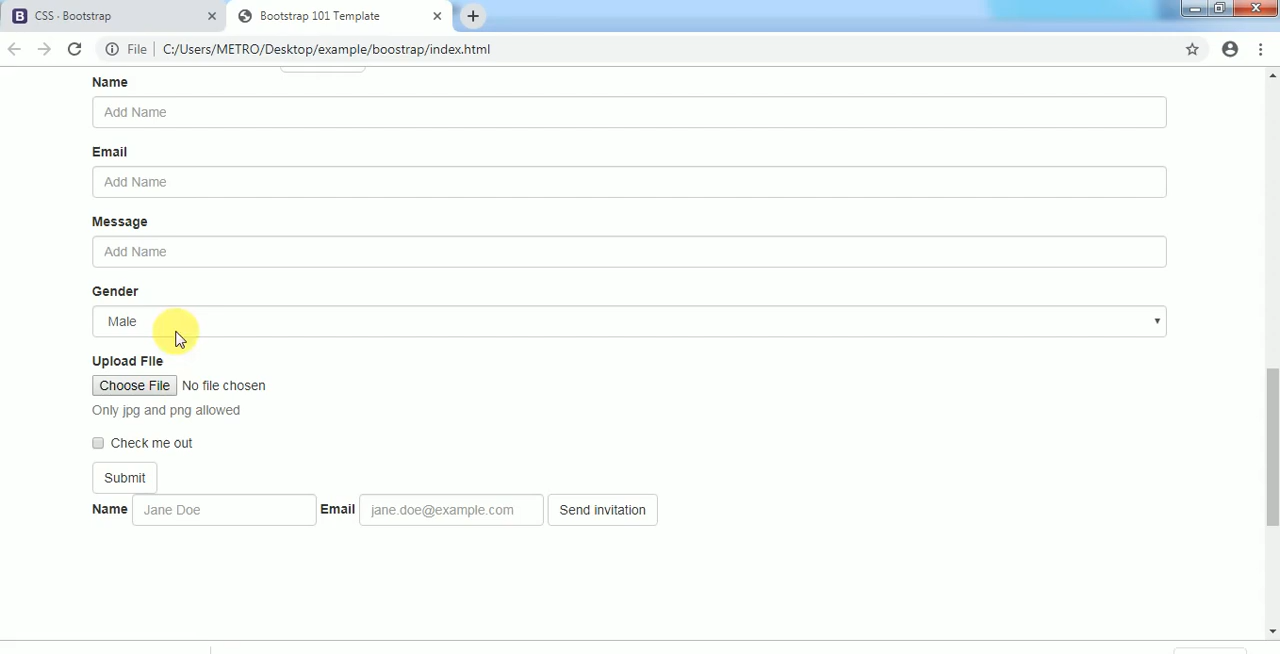 CSS · Bootstrap
Bootstrap 101 Template
File
C:/Users/METRO/Desktop/example/boostrap/index.html
Name
Add Name
Email
Add Name
Message
Add Name
Gender
Male
Upload File
Choose File No file chosen
Only jpg and png allowed
Check me out
Submit
Name Jane Doe Email jane.doe@example.com Send invitation